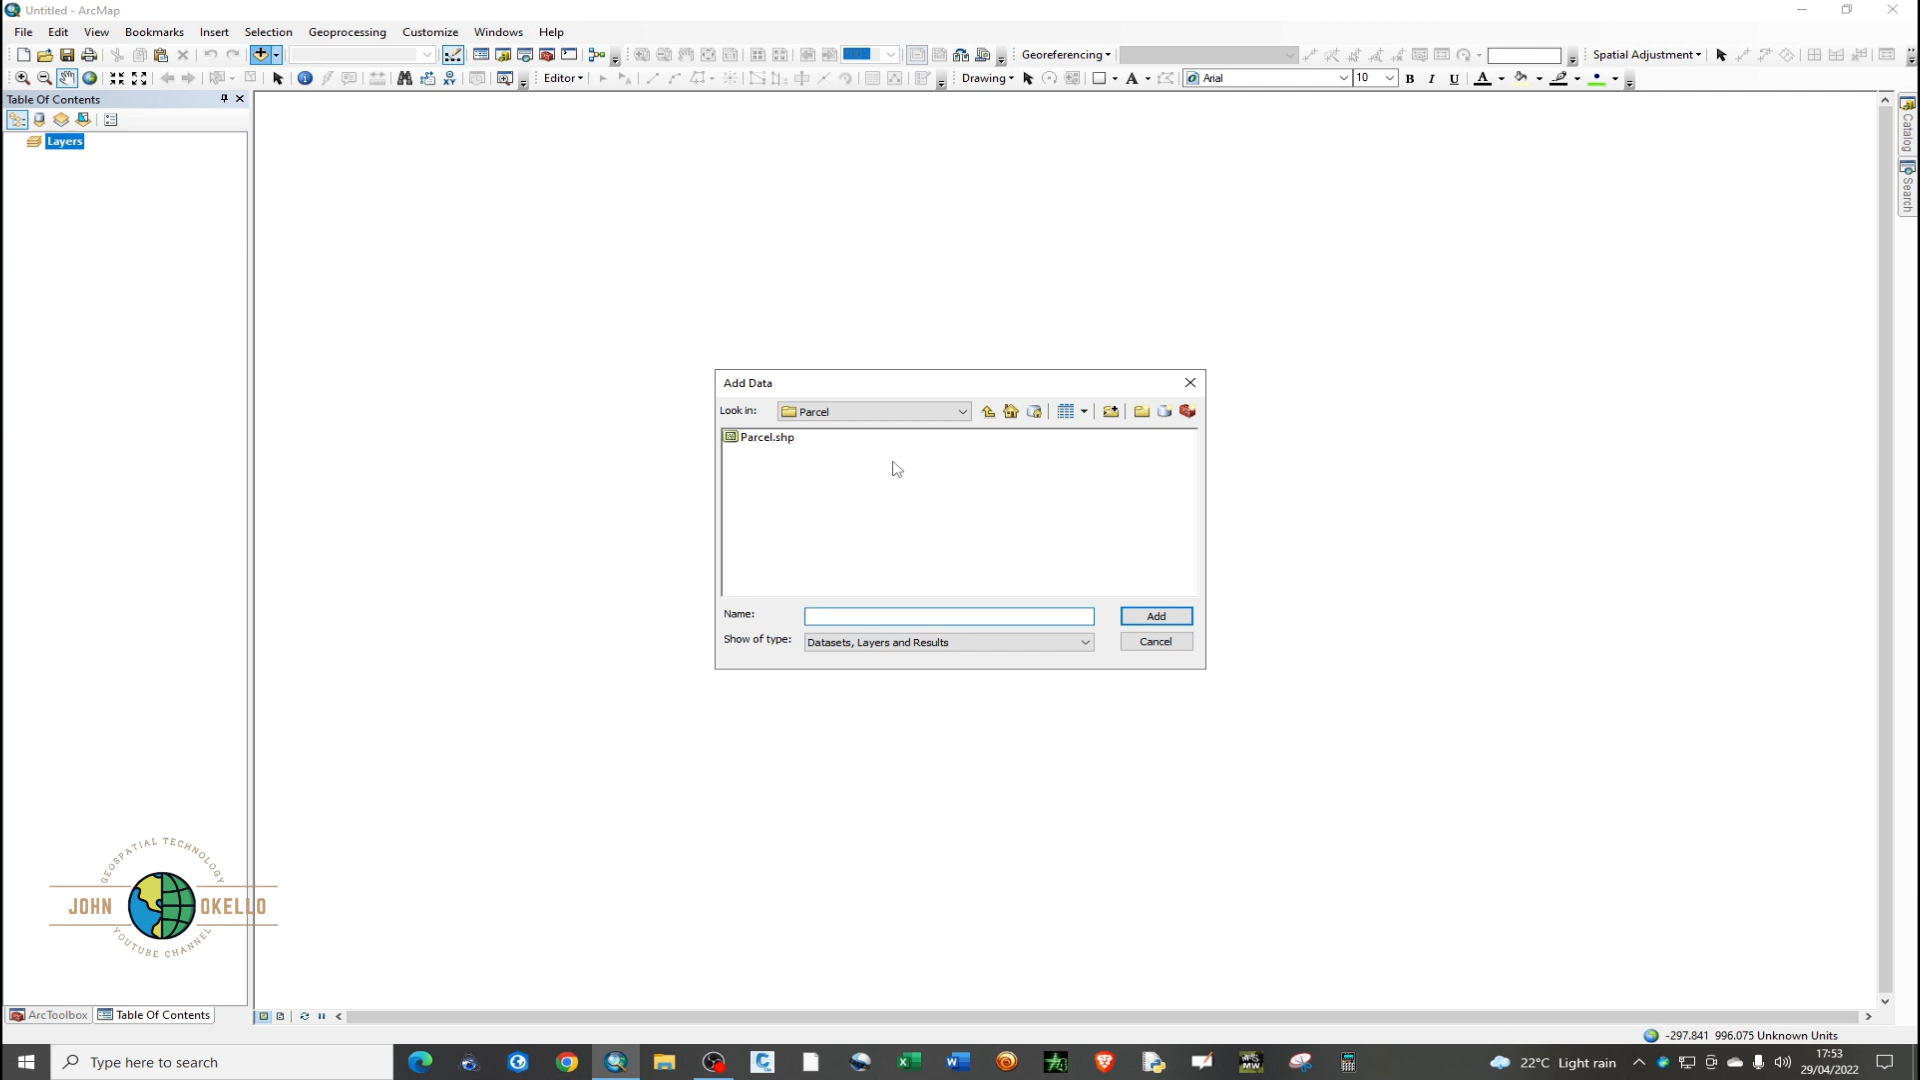 Untitled - ArcMap
File Edit View Bookmarks Insert Selection Geoprocessing Customize Windows Help
Georeferencing Spatial Adjustment
Editor Drawing Arial 10 B I U A
Table Of Contents
Layers
Catalog
Search
Add Data
Look in: Parcel
Parcel.shp
Name: Add
Show of type: Datasets, Layers and Results Cancel
GEOSPATIAL TECHNOLOGY
JOHN OKELLO
YOUTUBE CHANNEL
ArcToolbox Table Of Contents
-297.841 996.075 Unknown Units
Type here to search
22°C Light rain
17:53
29/04/2022